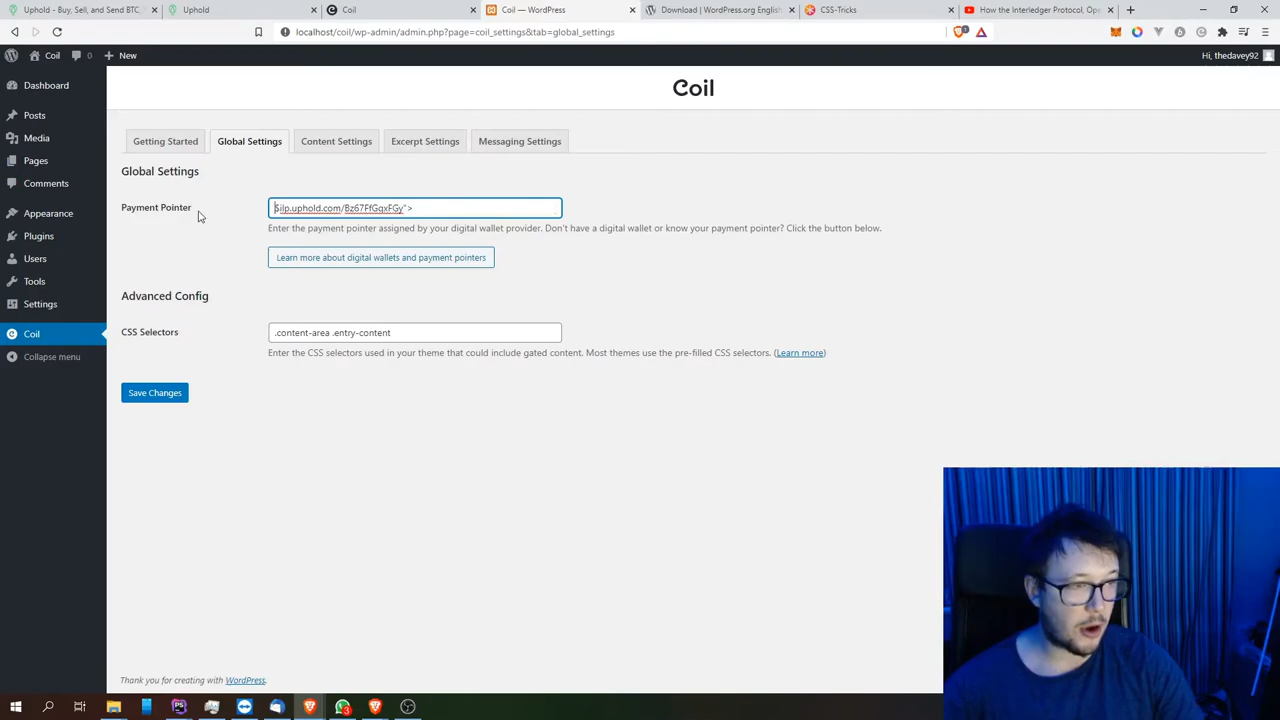 Uphold - Buy, Sell, and Send BTC,
Uphold
Coil
Coil — WordPress
Download | WordPress.org English
CSS-Tricks
How the Interledger Protocol, Ope
localhost/coil/wp-admin/admin.php?page=coil_settings&tab=global_settings
Coil
0
New
Hi, thedavey92
Dashboard
Posts
Media
Pages
Comments
Appearance
Plugins
Users
Tools
Settings
Coil
Collapse menu
Coil
Getting Started
Global Settings
Content Settings
Excerpt Settings
Messaging Settings
Global Settings
Payment Pointer
$ilp.uphold.com/Bz67FfGqxFGy">
Enter the payment pointer assigned by your digital wallet provider. Don't have a digital wallet or know your payment pointer? Click the button below.
Learn more about digital wallets and payment pointers
Advanced Config
CSS Selectors
.content-area .entry-content
Enter the CSS selectors used in your theme that could include gated content. Most themes use the pre-filled CSS selectors. (Learn more)
Save Changes
Thank you for creating with WordPress.